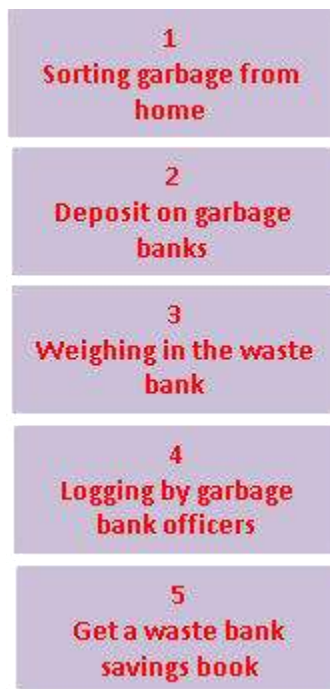 1
Sorting garbage from
home
2
Deposit on garbage
banks
3
Weighing in the waste
bank
4
Logging by garbage
bank officers
5
Get a waste bank
savings book